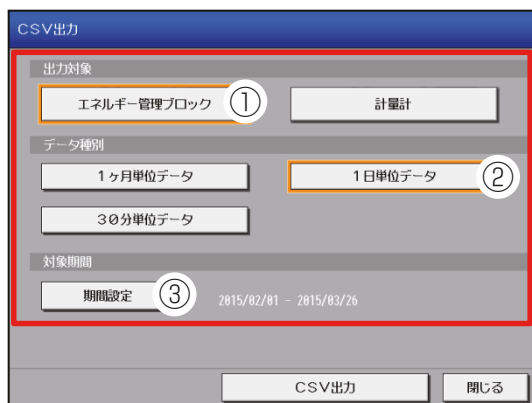 CSV出力
出力対象
エネルギー管理ブロック ① 計量計
データ種別
1ヶ月単位データ 1日単位データ ②
30分単位データ
対象期間
期間設定 ③ 2015/02/01 - 2015/03/26
CSV出力 閉じる